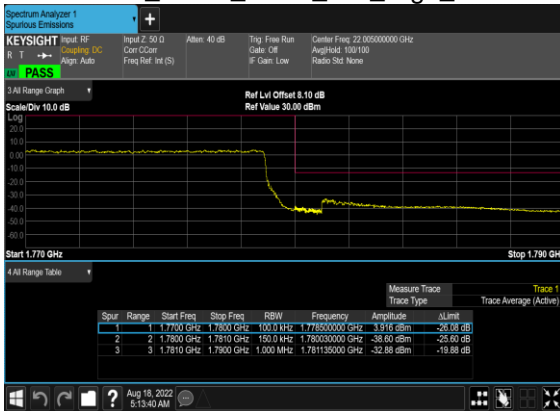 Spectrum Analyzer 1
Spurious Emissions
+
KEYSIGHT Input: RF Input Z: 50 Ω Atten: 40 dB Trig: Free Run Center Freq: 22.005000000 GHz
R T Coupling: DC Corr CCorr Gate: Off Avg|Hold: 100/100
Align: Auto Freq Ref: Int (S) IF Gain: Low Radio Std: None
PASS
3 All Range Graph
Ref Lvl Offset 8.10 dB
Scale/Div 10.0 dB Ref Value 30.00 dBm
Log
20.0
10.0
0.00
-10.0
-20.0
-30.0
-40.0
-50.0
-60.0
Start 1.770 GHz Stop 1.790 GH
4 All Range Table
Measure Trace Trace 1
Trace Type Trace Average (Active)
Spur Range Start Freq Stop Freq RBW Frequency Amplitude ΔLimit
1 1 1.7700 GHz 1.7800 GHz 100.0 kHz 1.778500000 GHz 3.916 dBm -26.08 dB
2 2 1.7800 GHz 1.7810 GHz 150.0 kHz 1.780030000 GHz -38.60 dBm -25.60 dB
3 3 1.7810 GHz 1.7900 GHz 1.000 MHz 1.781135000 GHz -32.88 dBm -19.88 dB
? Aug 18, 2022
5:13:40 AM